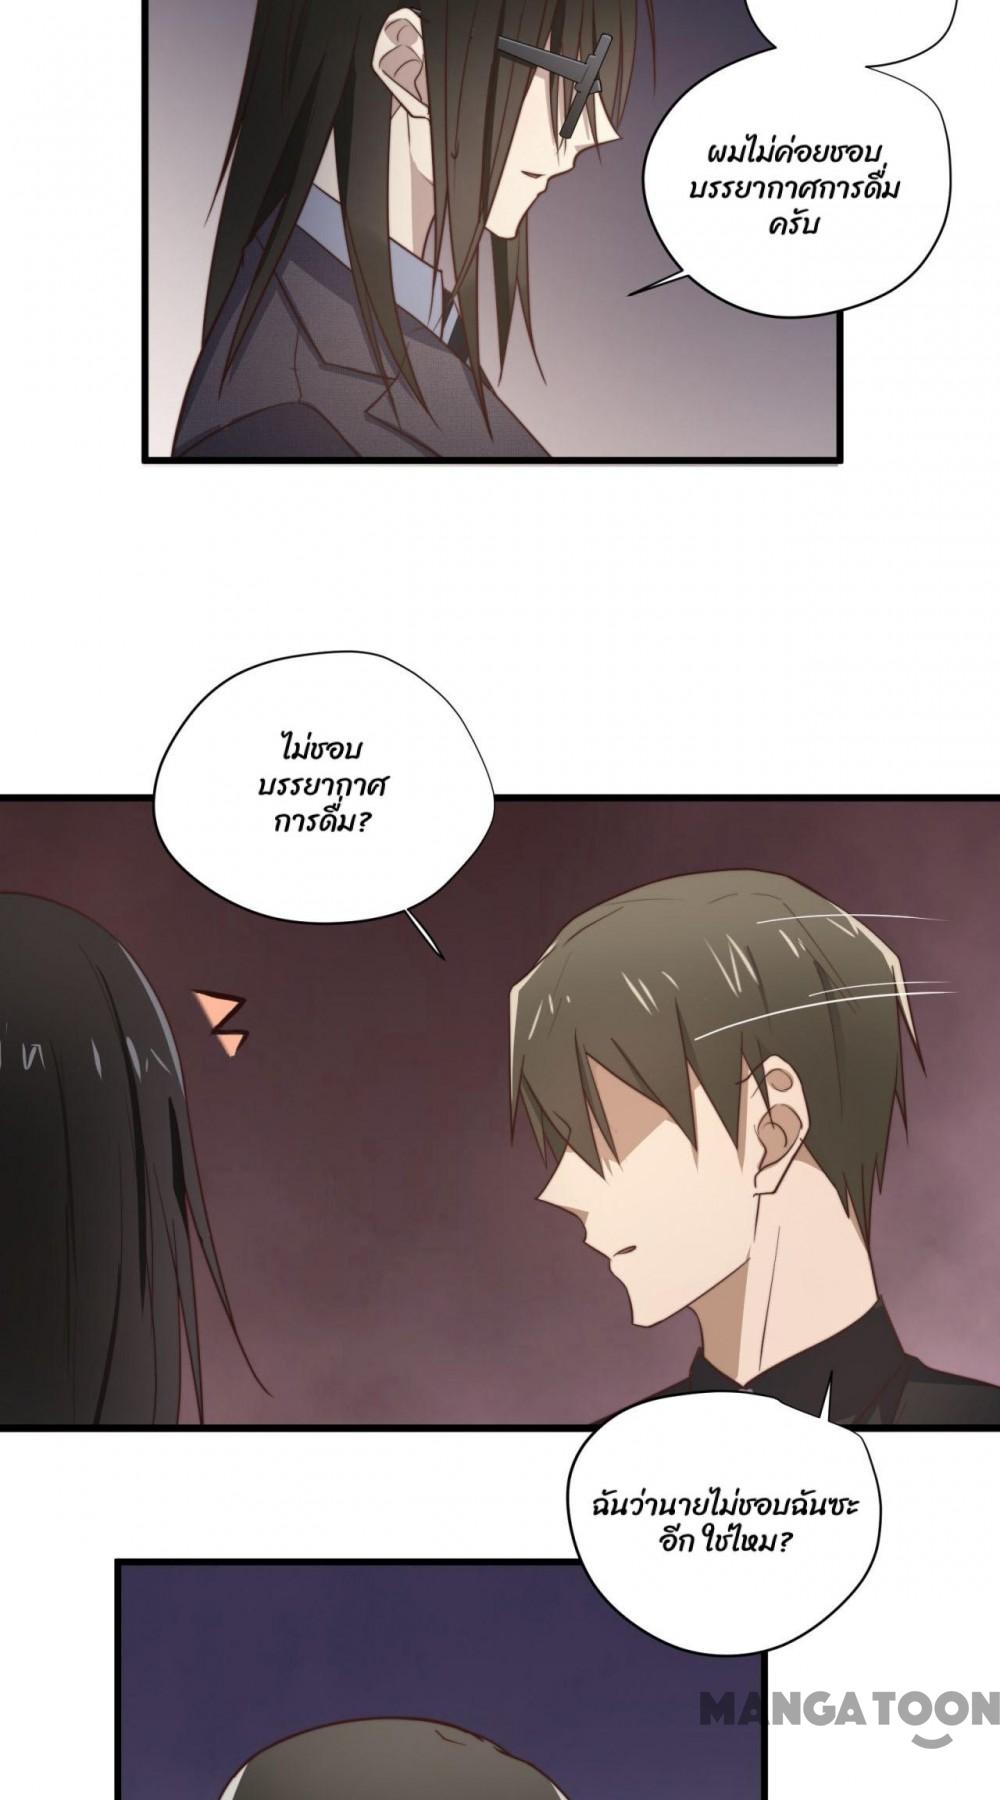 ผมไม่ค่อยชอบ
บรรยากาศการดื่ม
ครับ
ไม่ชอบ
บรรยากาศ
การดื่ม?
ฉันว่านายไม่ชอบฉันซะ
อีก ใช่ไหม?
MANGATOON